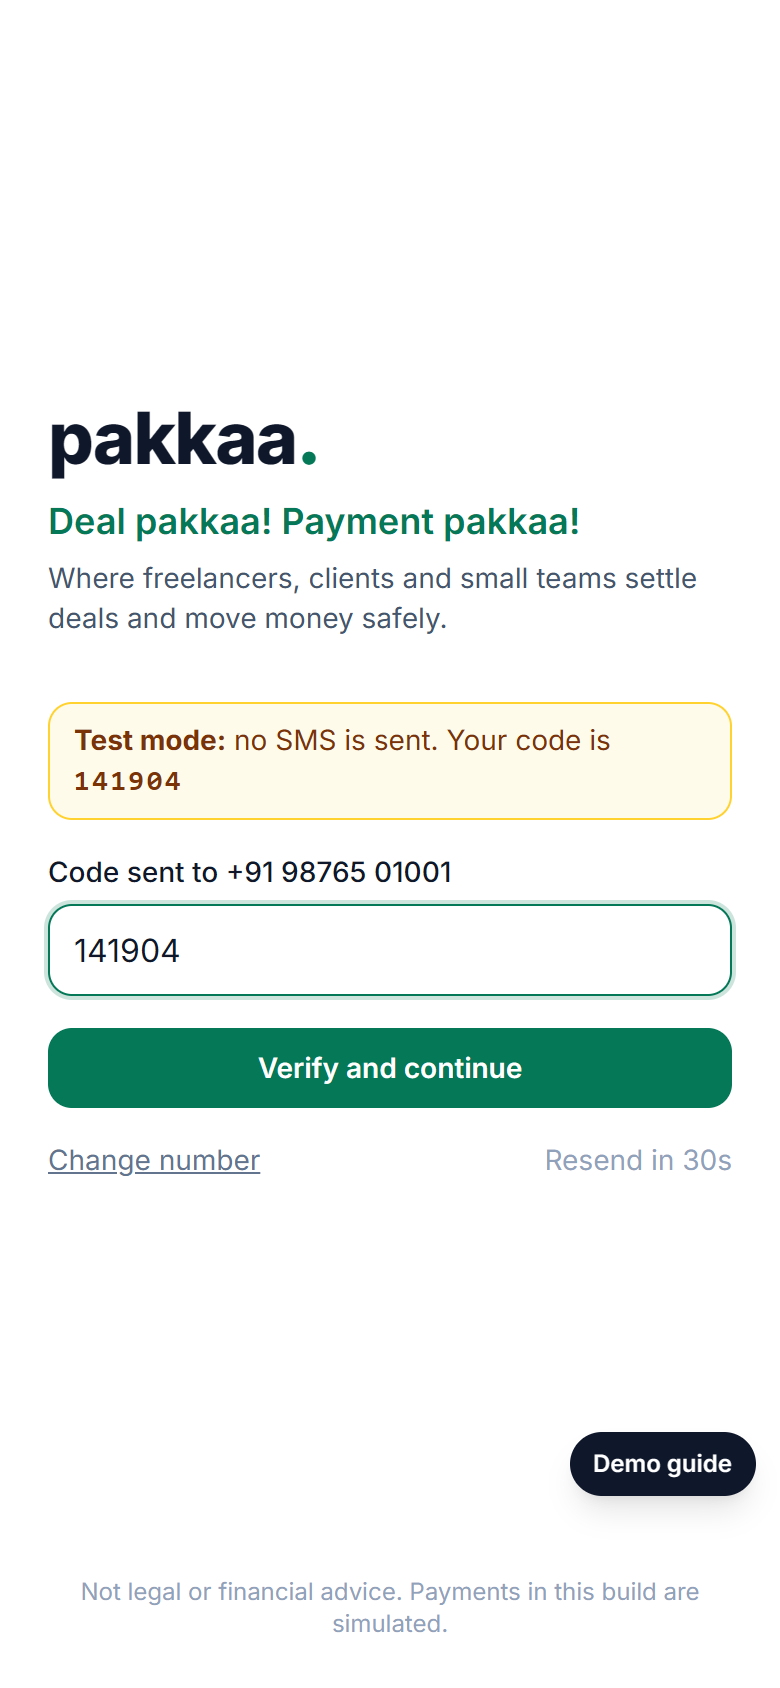 pakkaa.
Deal pakkaa! Payment pakkaa!
Where freelancers, clients and small teams settle
deals and move money safely.
Test mode: no SMS is sent. Your code is
141904
Code sent to +91 98765 01001
141904
Verify and continue
Change number
Resend in 30s
Demo guide
Not legal or financial advice. Payments in this build are
simulated.